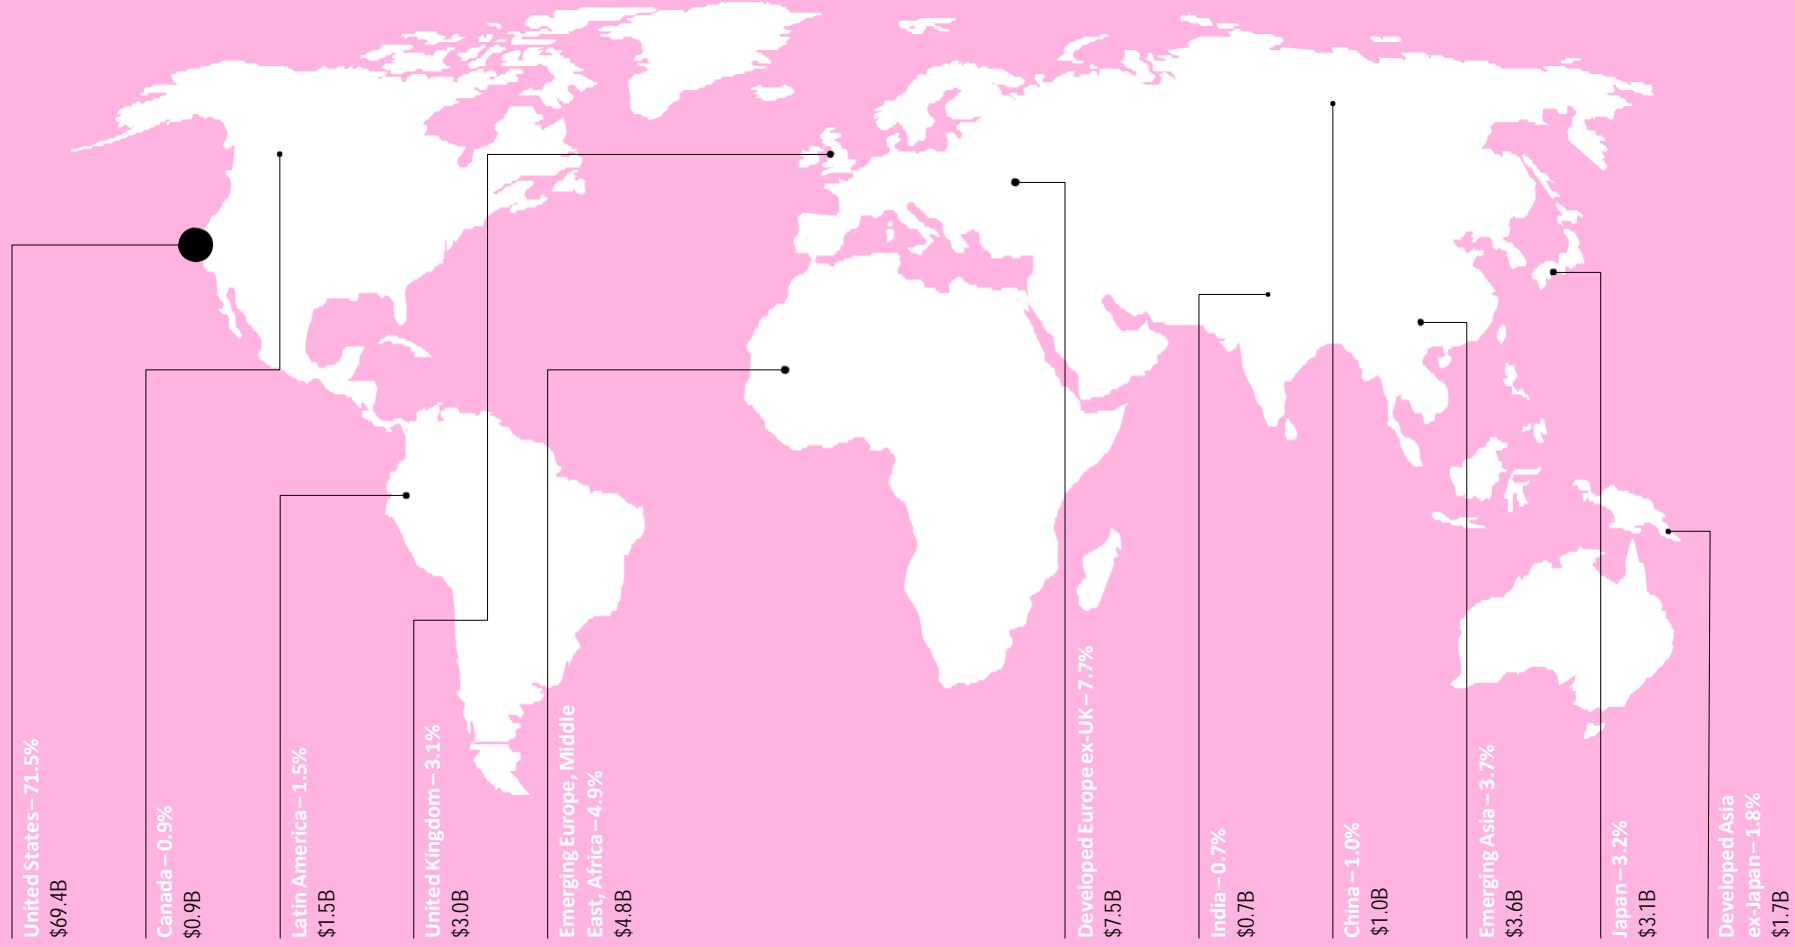 United States – 71.5%
$69.4B
Canada – 0.9%
$0.9B
Latin America – 1.5%
$1.5B
United Kingdom – 3.1%
$3.0B
Emerging Europe, Middle
East, Africa – 4.9%
$4.8B
Developed Europe ex-UK – 7.7%
$7.5B
India – 0.7%
$0.7B
China – 1.0%
$1.0B
Emerging Asia – 3.7%
$3.6B
Japan – 3.2%
$3.1B
Developed Asia
ex-Japan – 1.8%
$1.7B